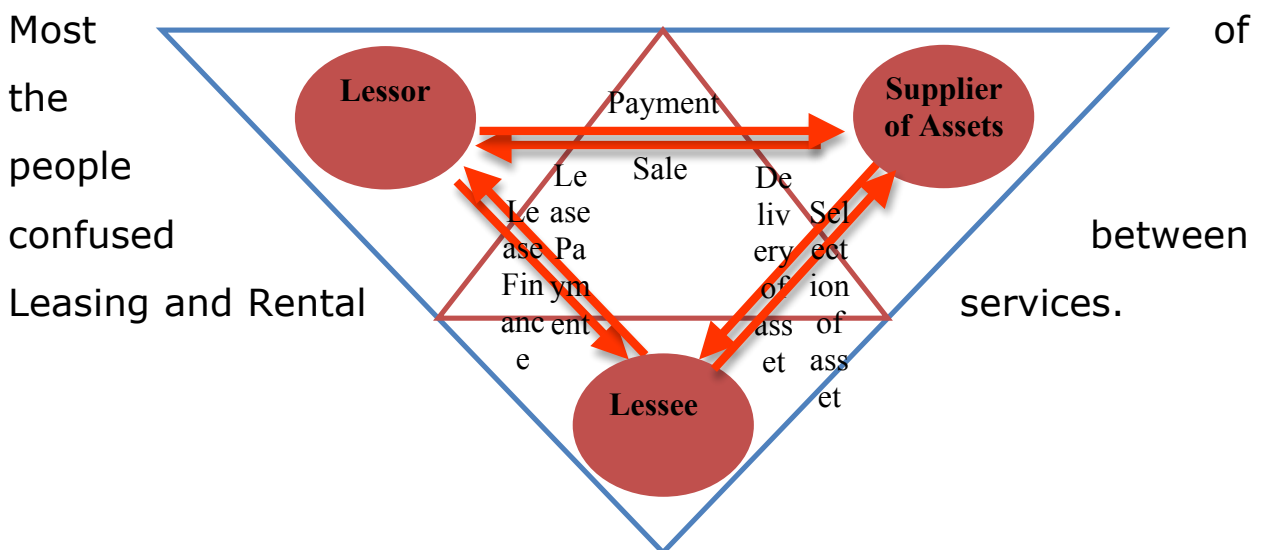 Most of
the
people
confused between
Leasing and Rental services.
Lessor
Supplier
of Assets
Payment
Sale
Le
ase
Fin
anc
e
Le
ase
Pa
ym
ent
De
liv
ery
of
ass
et
Sel
ect
ion
of
ass
et
Lessee